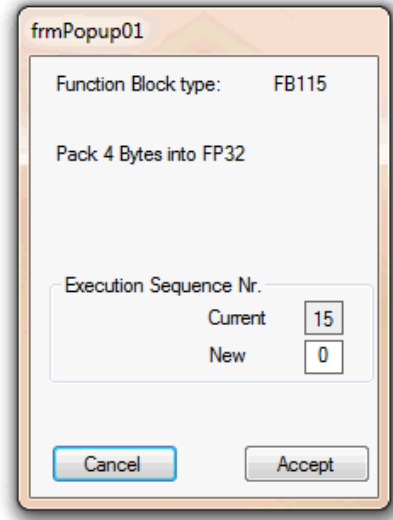 frmPopup01
Function Block type: FB115
Pack 4 Bytes into FP32
Execution Sequence Nr.
Current 15
New 0
Cancel Accept